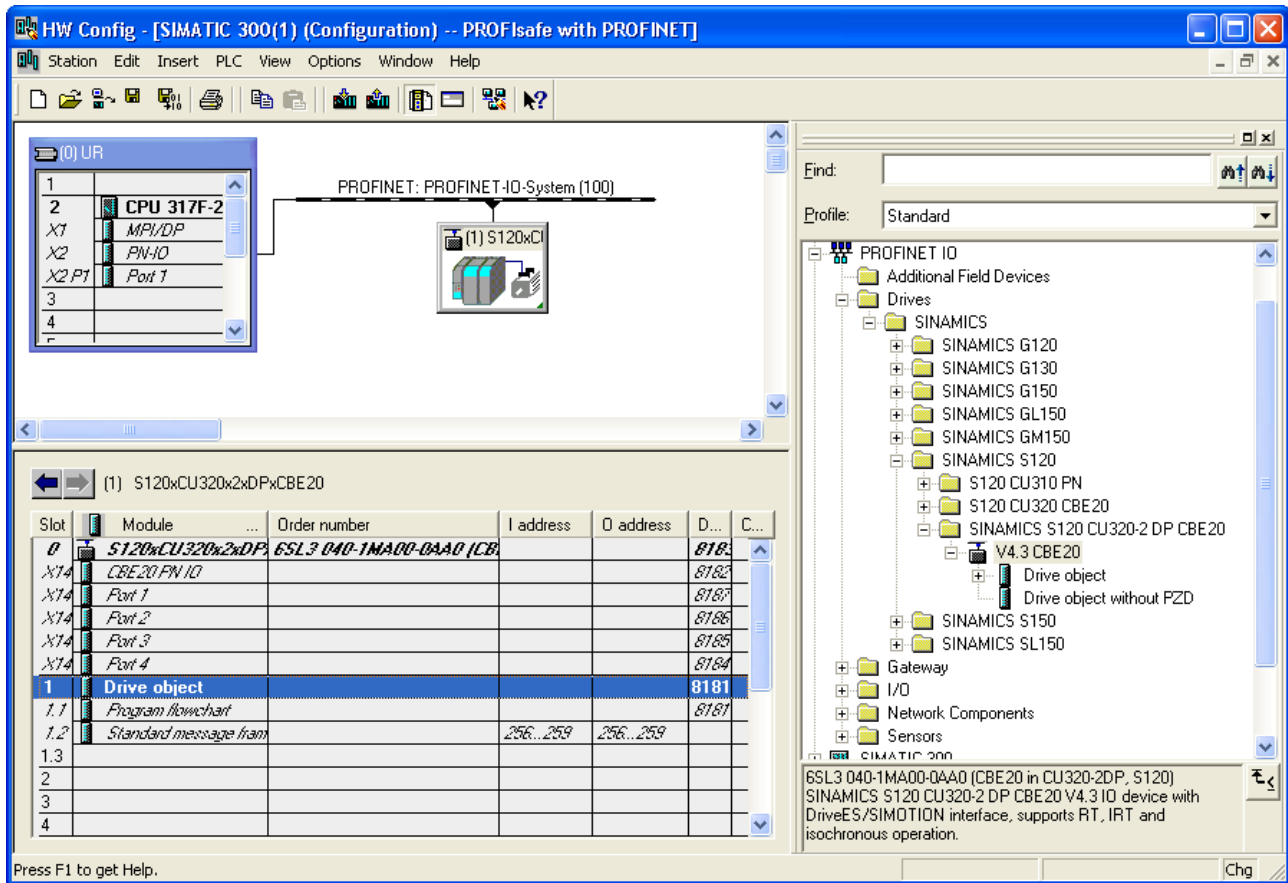 HW Config - [SIMATIC 300(1) (Configuration) -- PROFIsafe with PROFINET]
Station Edit Insert PLC View Options Window Help
(0) UR
1
2 CPU 317F-2
X1 MPI/DP
X2 PN-IO
X2 P1 Port 1
3
4
PROFINET: PROFINET-IO-System (100)
(1) S120xCU
(1) S120xCU320x2xDPxCBE20
Slot Module ... Order number I address O address D... C...
0 S120xCU320x2xDP 6SL3 040-1MA00-0AA0 (CB 8183
X14 CBE20 PN IO 8182
X14 Port 1 8187
X14 Port 2 8186
X14 Port 3 8185
X14 Port 4 8184
1 Drive object 8181
1.1 Program flowchart 8181
1.2 Standard message fram 256...259 256...259
1.3
2
3
4
Find:
Profile: Standard
PROFINET IO
Additional Field Devices
Drives
SINAMICS
SINAMICS G120
SINAMICS G130
SINAMICS G150
SINAMICS GL150
SINAMICS GM150
SINAMICS S120
S120 CU310 PN
S120 CU320 CBE20
SINAMICS S120 CU320-2 DP CBE20
V4.3 CBE20
Drive object
Drive object without PZD
SINAMICS S150
SINAMICS SL150
Gateway
I/O
Network Components
Sensors
SIMATIC 300
6SL3 040-1MA00-0AA0 (CBE20 in CU320-2DP, S120)
SINAMICS S120 CU320-2 DP CBE20 V4.3 IO device with
DriveES/SIMOTION interface, supports RT, IRT and
isochronous operation.
Press F1 to get Help.
Chg